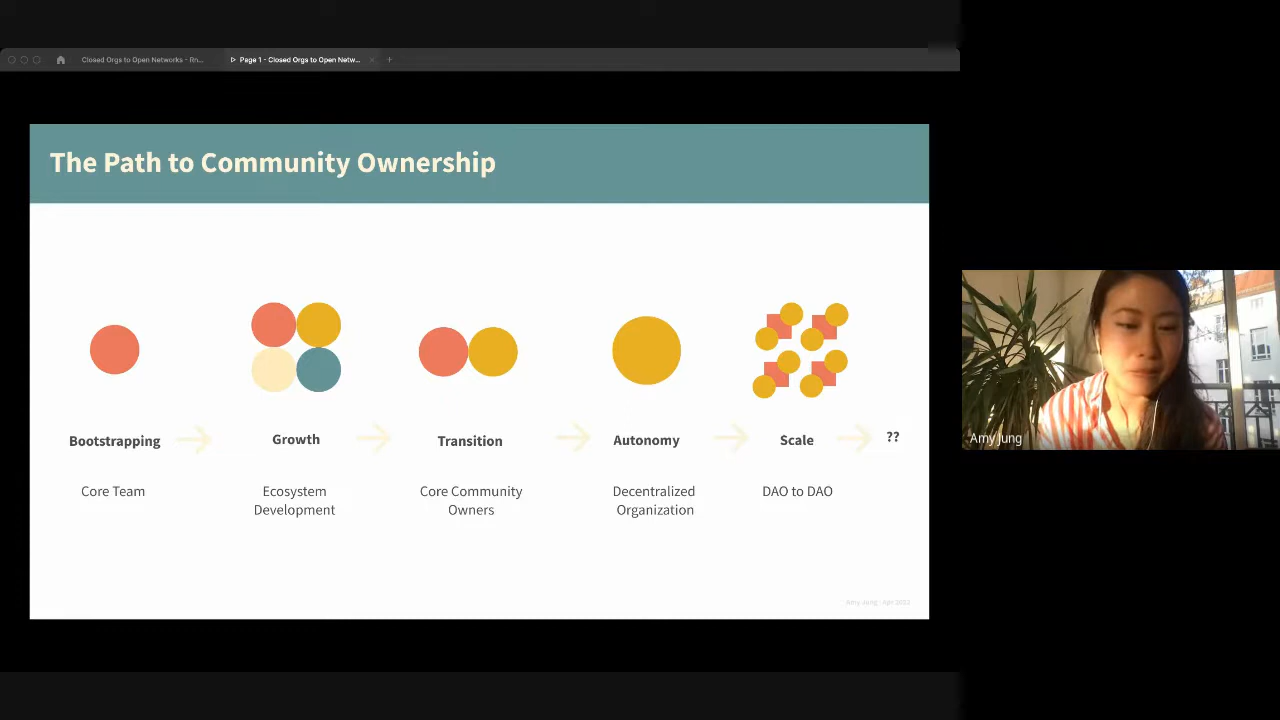 Closed Orgs to Open Networks - Rn...
Page 1 - Closed Orgs to Open Netw...
The Path to Community Ownership
Bootstrapping
Growth
Transition
Autonomy
Scale
??
Core Team
Ecosystem
Development
Core Community
Owners
Decentralized
Organization
DAO to DAO
Amy Jung